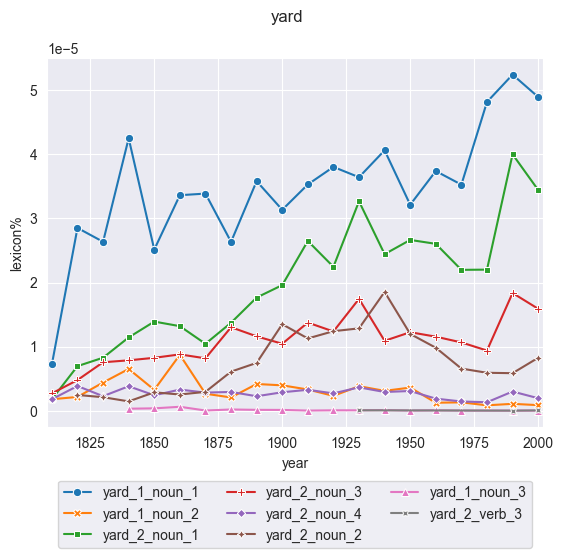 yard
1e−5
5
4
3
2
1
0
lexicon%
1825 1850 1875 1900 1925 1950 1975 2000
year
yard_1_noun_1 yard_2_noun_3 yard_1_noun_3
yard_1_noun_2 yard_2_noun_4 yard_2_verb_3
yard_2_noun_1 yard_2_noun_2